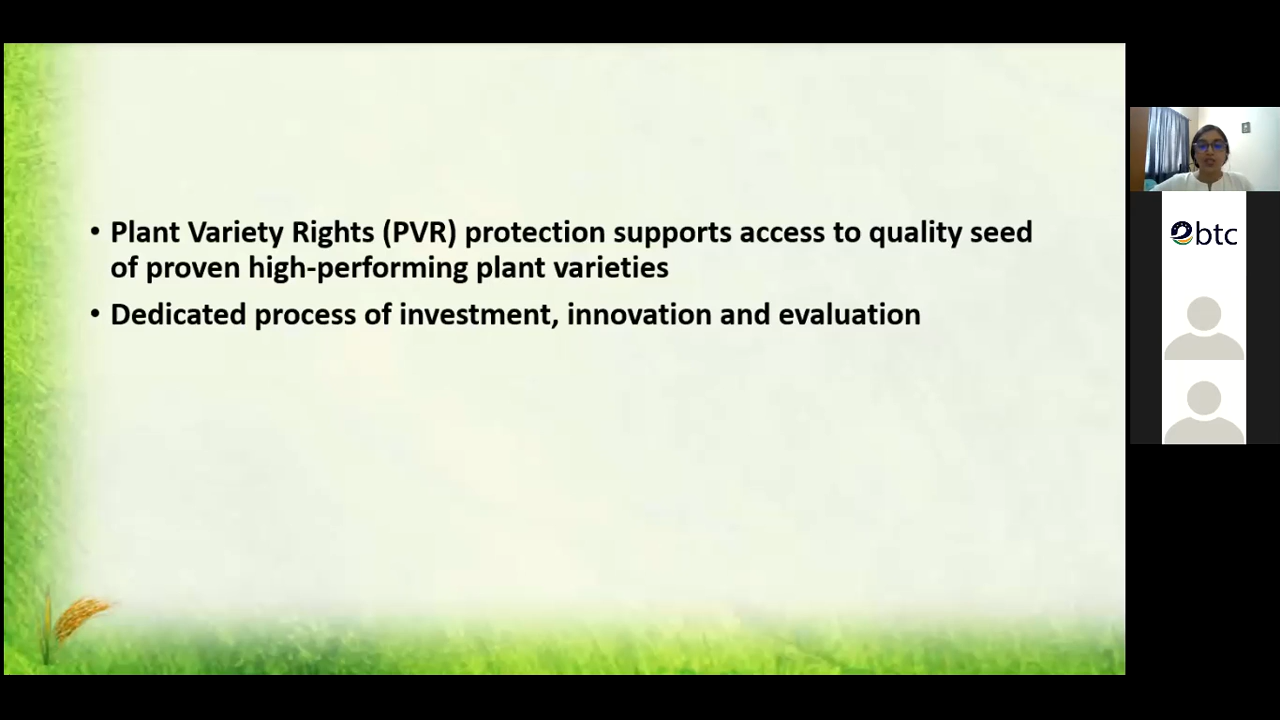 • Plant Variety Rights (PVR) protection supports access to quality seed
of proven high-performing plant varieties
• Dedicated process of investment, innovation and evaluation
btc